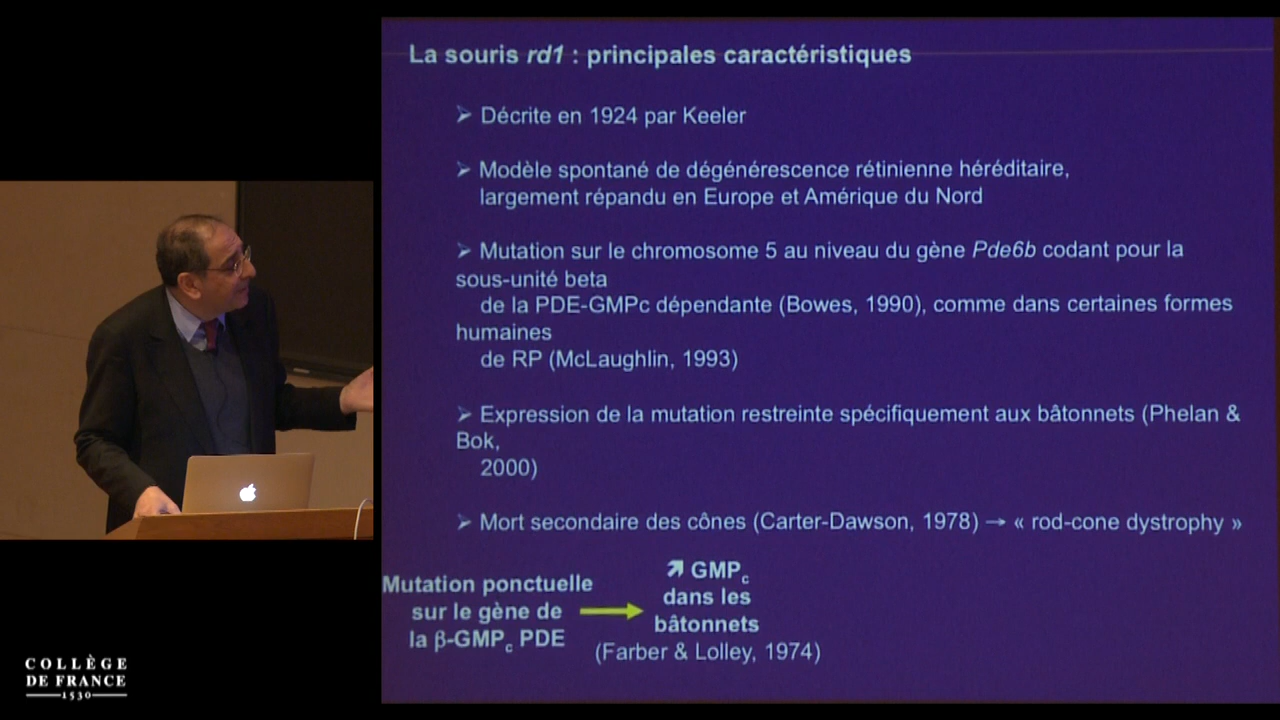 La souris rd1 : principales caractéristiques
➢ Décrite en 1924 par Keeler
➢ Modèle spontané de dégénérescence rétinienne héréditaire,
largement répandu en Europe et Amérique du Nord
➢ Mutation sur le chromosome 5 au niveau du gène Pde6b codant pour la
sous-unité beta
de la PDE-GMPc dépendante (Bowes, 1990), comme dans certaines formes
humaines
de RP (McLaughlin, 1993)
➢ Expression de la mutation restreinte spécifiquement aux bâtonnets (Phelan &
Bok,
2000)
➢ Mort secondaire des cônes (Carter-Dawson, 1978) → « rod-cone dystrophy »
Mutation ponctuelle
sur le gène de
la β-GMPc PDE
↗ GMPc
dans les
bâtonnets
(Farber & Lolley, 1974)
COLLÈGE
DE FRANCE
1530